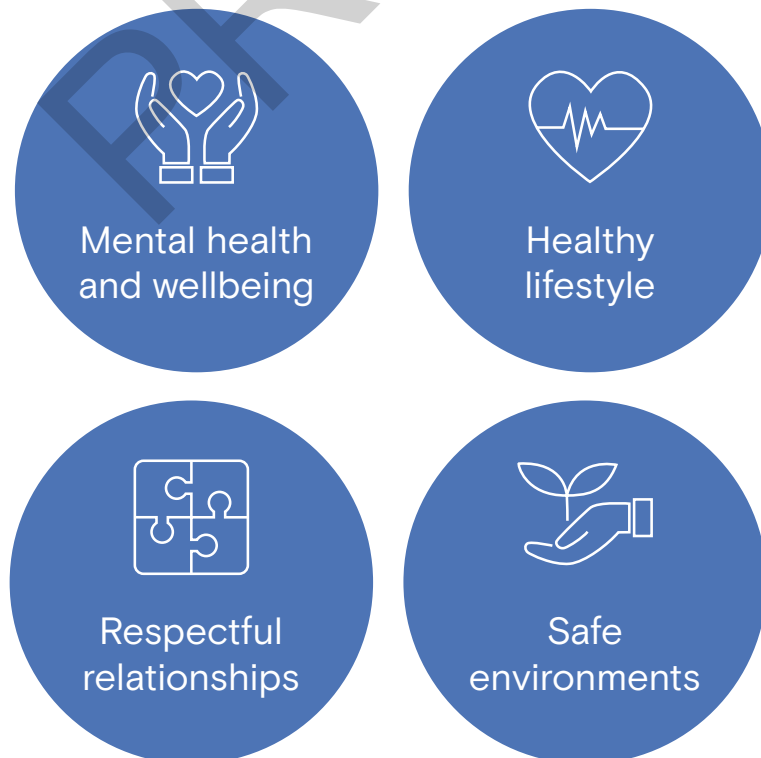 Mental health
and wellbeing
Healthy
lifestyle
Respectful
relationships
Safe
environments